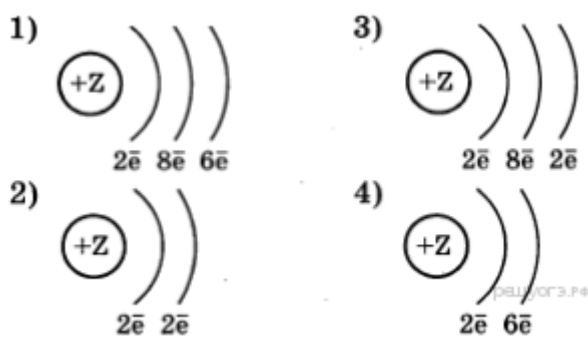 1)
+Z
2ē 8ē 6ē
2)
+Z
2ē 2ē
3)
+Z
2ē 8ē 2ē
4)
+Z
решуогэ.рф
2ē 6ē